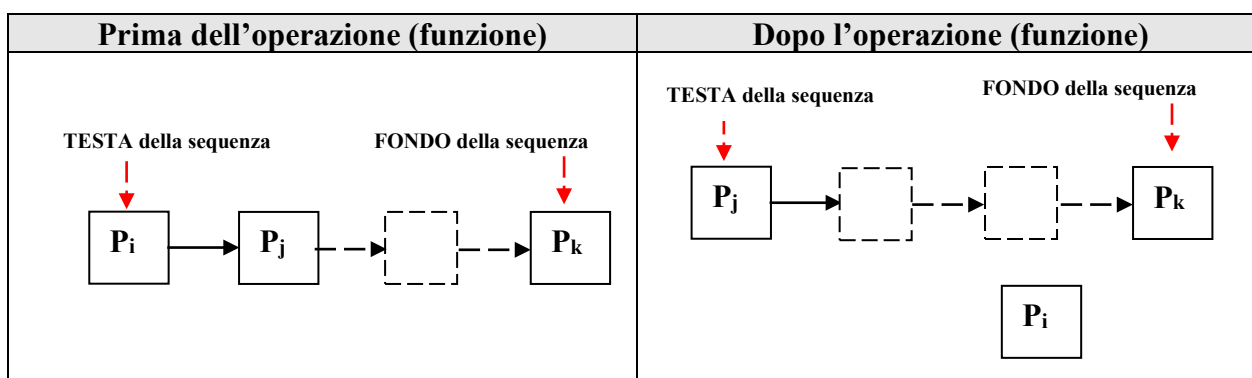 Prima dell’operazione (funzione)
Dopo l’operazione (funzione)
TESTA della sequenza
FONDO della sequenza
Pi
Pj
Pk
TESTA della sequenza
FONDO della sequenza
Pj
Pk
Pi